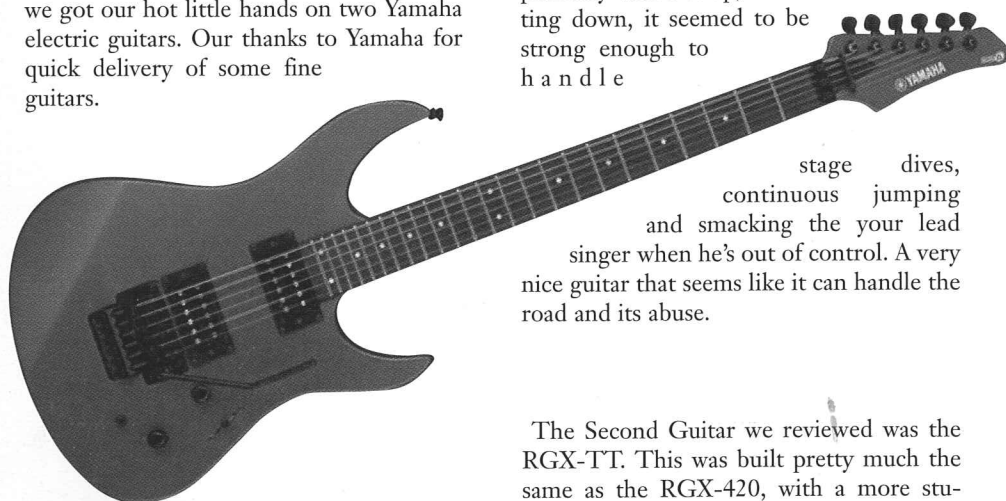 we got our hot little hands on two Yamaha
electric guitars. Our thanks to Yamaha for
quick delivery of some fine
guitars.
ting down, it seemed to be
strong enough to
handle
YAMAHA
stage dives,
continuous jumping
and smacking the your lead
singer when he's out of control. A very
nice guitar that seems like it can handle the
road and its abuse.
The Second Guitar we reviewed was the
RGX-TT. This was built pretty much the
same as the RGX-420, with a more stu-